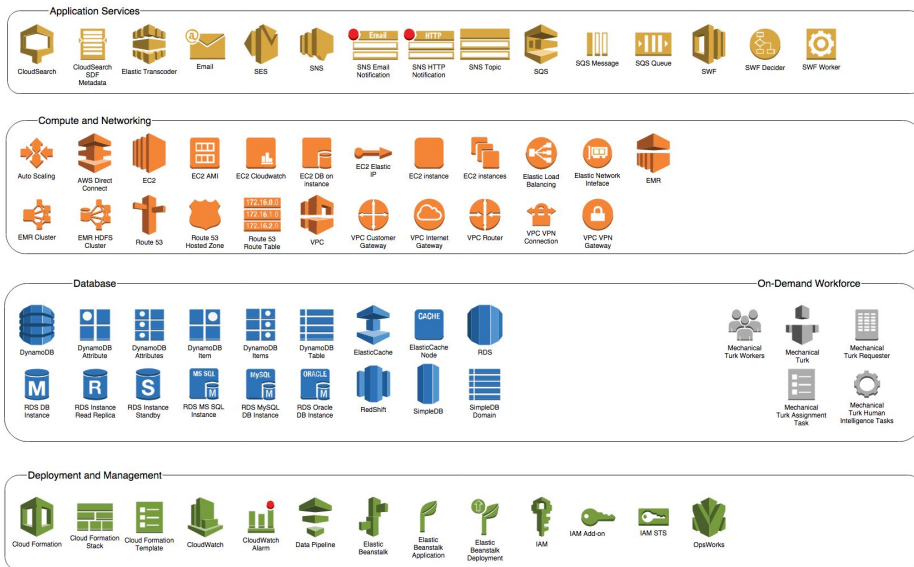 Application Services
CloudSearch
CloudSearch
SDF
Metadata
Elastic Transcoder
@
Email
SES
SNS
Email
SNS Email
Notification
HTTP
SNS HTTP
Notification
SNS Topic
SQS
SQS Message
SQS Queue
SWF
SWF Decider
SWF Worker
Compute and Networking
Auto Scaling
AWS Direct
Connect
EC2
EC2 AMI
EC2 Cloudwatch
EC2 DB on
instance
EC2 Elastic
IP
EC2 instance
EC2 instances
Elastic Load
Balancing
Elastic Network
Inteface
EMR
EMR Cluster
EMR HDFS
Cluster
Route 53
Route 53
Hosted Zone
172.16.0.0
172.16.1.0
172.16.2.0
Route 53
Route Table
VPC
VPC Customer
Gateway
VPC Internet
Gateway
VPC Router
VPC VPN
Connection
VPC VPN
Gateway
Database
DynamoDB
DynamoDB
Attribute
DynamoDB
Attributes
DynamoDB
Item
DynamoDB
Items
DynamoDB
Table
ElasticCache
CACHE
ElasticCache
Node
RDS
M
RDS DB
Instance
R
RDS Instance
Read Replica
S
RDS Instance
Standby
MS SQL
M
RDS MS SQL
Instance
MySQL
M
RDS MySQL
DB Instance
ORACLE
M
RDS Oracle
DB Instance
RedShift
SimpleDB
SimpleDB
Domain
On-Demand Workforce
Mechanical
Turk Workers
Mechanical
Turk
Mechanical
Turk Requester
Mechanical
Turk Assignment
Task
Mechanical
Turk Human
Intelligence Tasks
Deployment and Management
Cloud Formation
Cloud Formation
Stack
Cloud Formation
Template
CloudWatch
CloudWatch
Alarm
Data Pipeline
Elastic
Beanstalk
Elastic
Beanstalk
Application
Elastic
Beanstalk
Deployment
IAM
IAM Add-on
IAM STS
OpsWorks